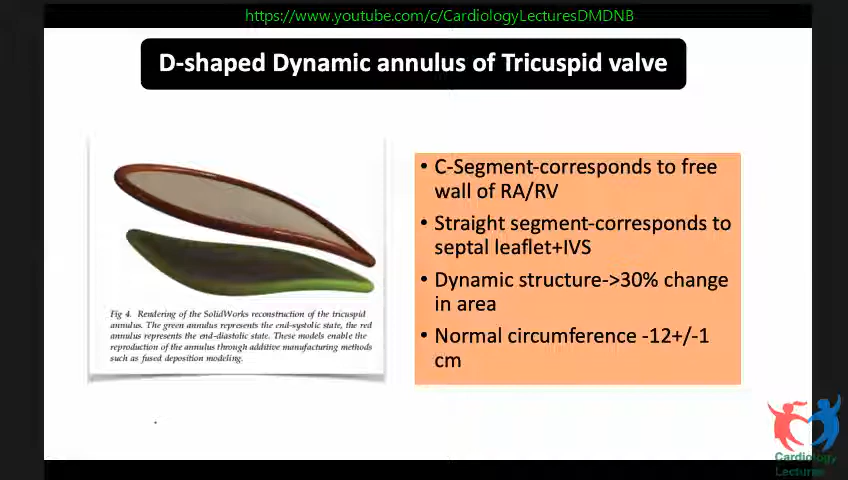 https://www.youtube.com/c/CardiologyLecturesDMDNB
D-shaped Dynamic annulus of Tricuspid valve
Fig 4. Rendering of the SolidWorks reconstruction of the tricuspid
annulus. The green annulus represents the end-systolic state, the red
annulus represents the end-diastolic state. These models enable the
reproduction of the annulus through additive manufacturing methods
such as fused deposition modeling.
• C-Segment-corresponds to free
wall of RA/RV
• Straight segment-corresponds to
septal leaflet+IVS
• Dynamic structure->30% change
in area
• Normal circumference -12+/-1
cm
Cardiology
Lectures